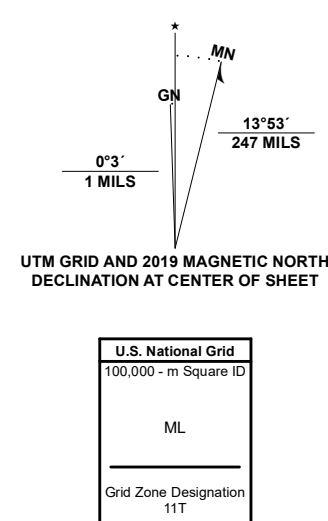 ★
MN
GN
13°53´
247 MILS
0°3´
1 MILS
UTM GRID AND 2019 MAGNETIC NORTH
DECLINATION AT CENTER OF SHEET
U.S. National Grid
100,000 - m Square ID
ML
Grid Zone Designation
11T